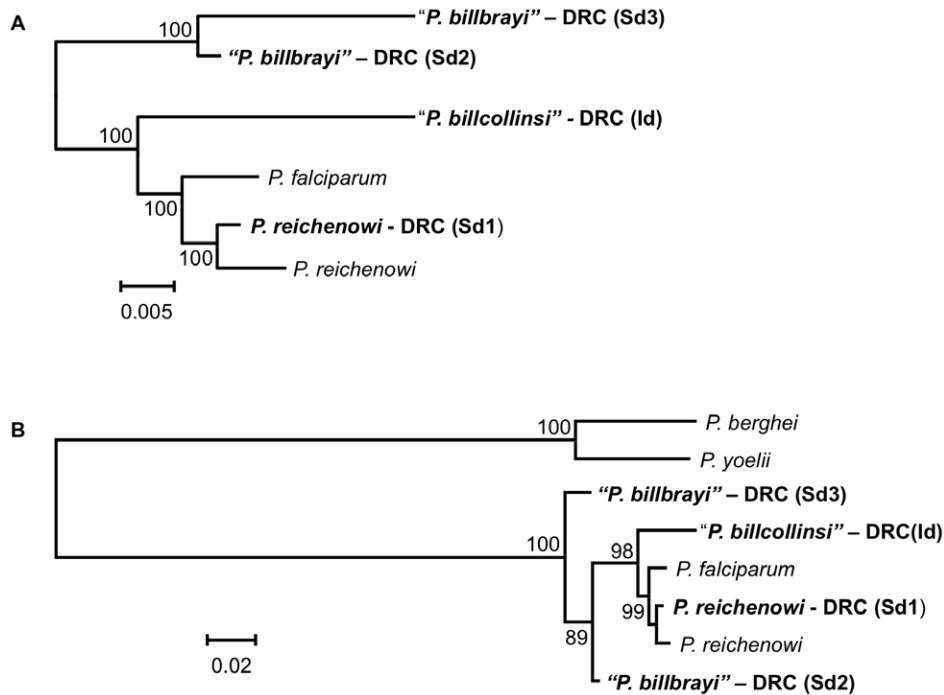 A
100
“P. billbrayi” – DRC (Sd3)
“P. billbrayi” – DRC (Sd2)
100
“P. billcollinsi” - DRC (Id)
100
P. falciparum
100
P. reichenowi - DRC (Sd1)
P. reichenowi
0.005
B
100
P. berghei
P. yoelii
100
“P. billbrayi” – DRC (Sd3)
98
“P. billcollinsi” – DRC(Id)
P. falciparum
99
P. reichenowi - DRC (Sd1)
P. reichenowi
89
“P. billbrayi” – DRC (Sd2)
0.02